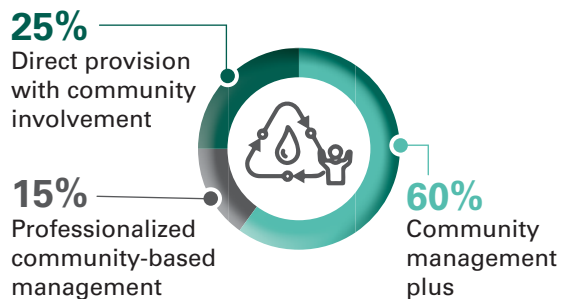 25%
Direct provision
with community
involvement
15%
Professionalized
community-based
management
60%
Community
management
plus